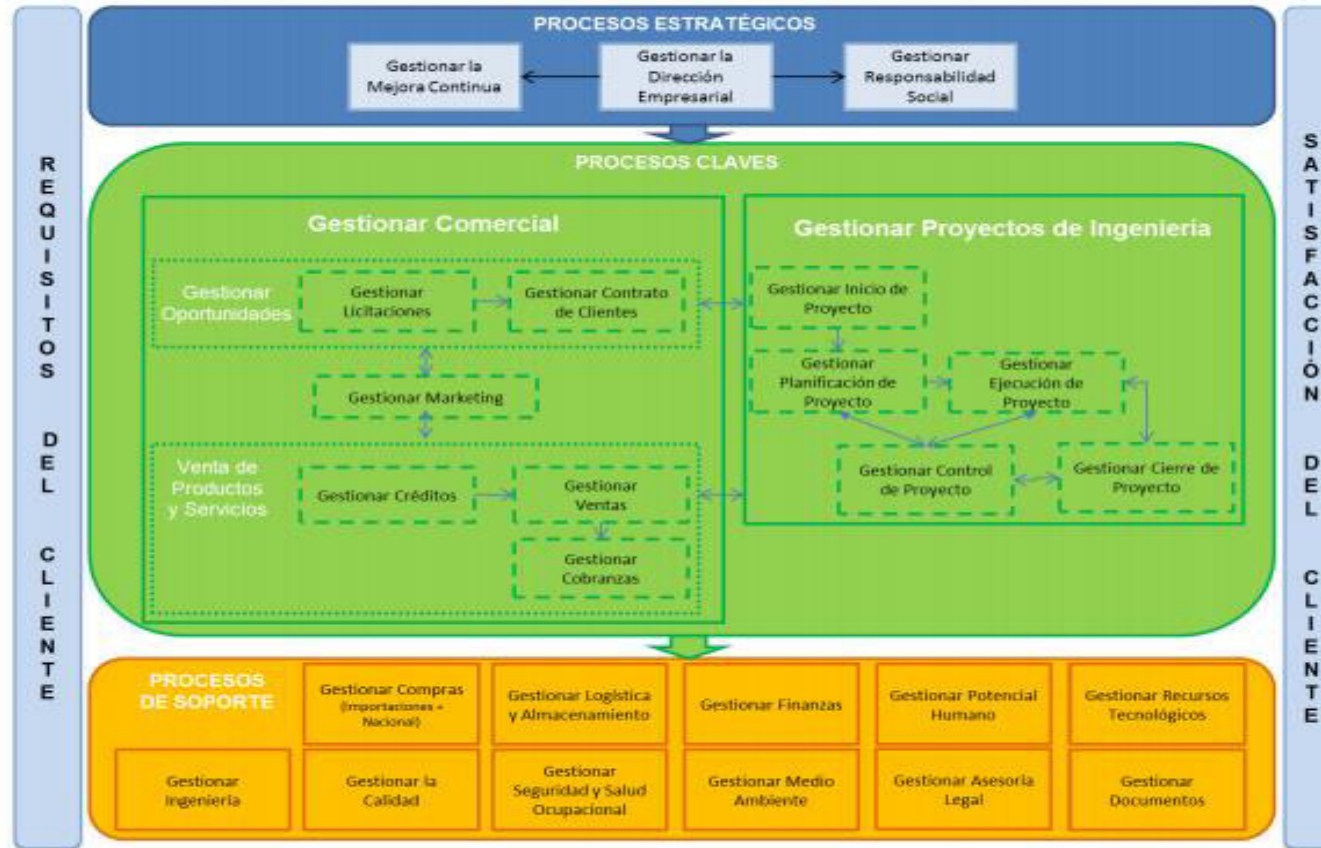 PROCESOS ESTRATÉGICOS
Gestionar la
Mejora Continua
Gestionar la
Dirección
Empresarial
Gestionar
Responsabilidad
Social
REQUISITOS DEL CLIENTE
PROCESOS CLAVES
Gestionar Comercial
Gestionar
Oportunidades
Gestionar
Licitaciones
Gestionar Contrato
de Clientes
Gestionar Marketing
Venta de
Productos
y Servicios
Gestionar Créditos
Gestionar
Ventas
Gestionar
Cobranzas
Gestionar Proyectos de Ingeniería
Gestionar Inicio de
Proyecto
Gestionar
Planificación de
Proyecto
Gestionar
Ejecución de
Proyecto
Gestionar Control
de Proyecto
Gestionar Cierre de
Proyecto
SATISFACCIÓN DEL CLIENTE
PROCESOS
DE SOPORTE
Gestionar Compras
(Importaciones +
Nacional)
Gestionar Logística
y Almacenamiento
Gestionar Finanzas
Gestionar Potencial
Humano
Gestionar Recursos
Tecnológicos
Gestionar
Ingeniería
Gestionar la
Calidad
Gestionar
Seguridad y Salud
Ocupacional
Gestionar Medio
Ambiente
Gestionar Asesoría
Legal
Gestionar
Documentos